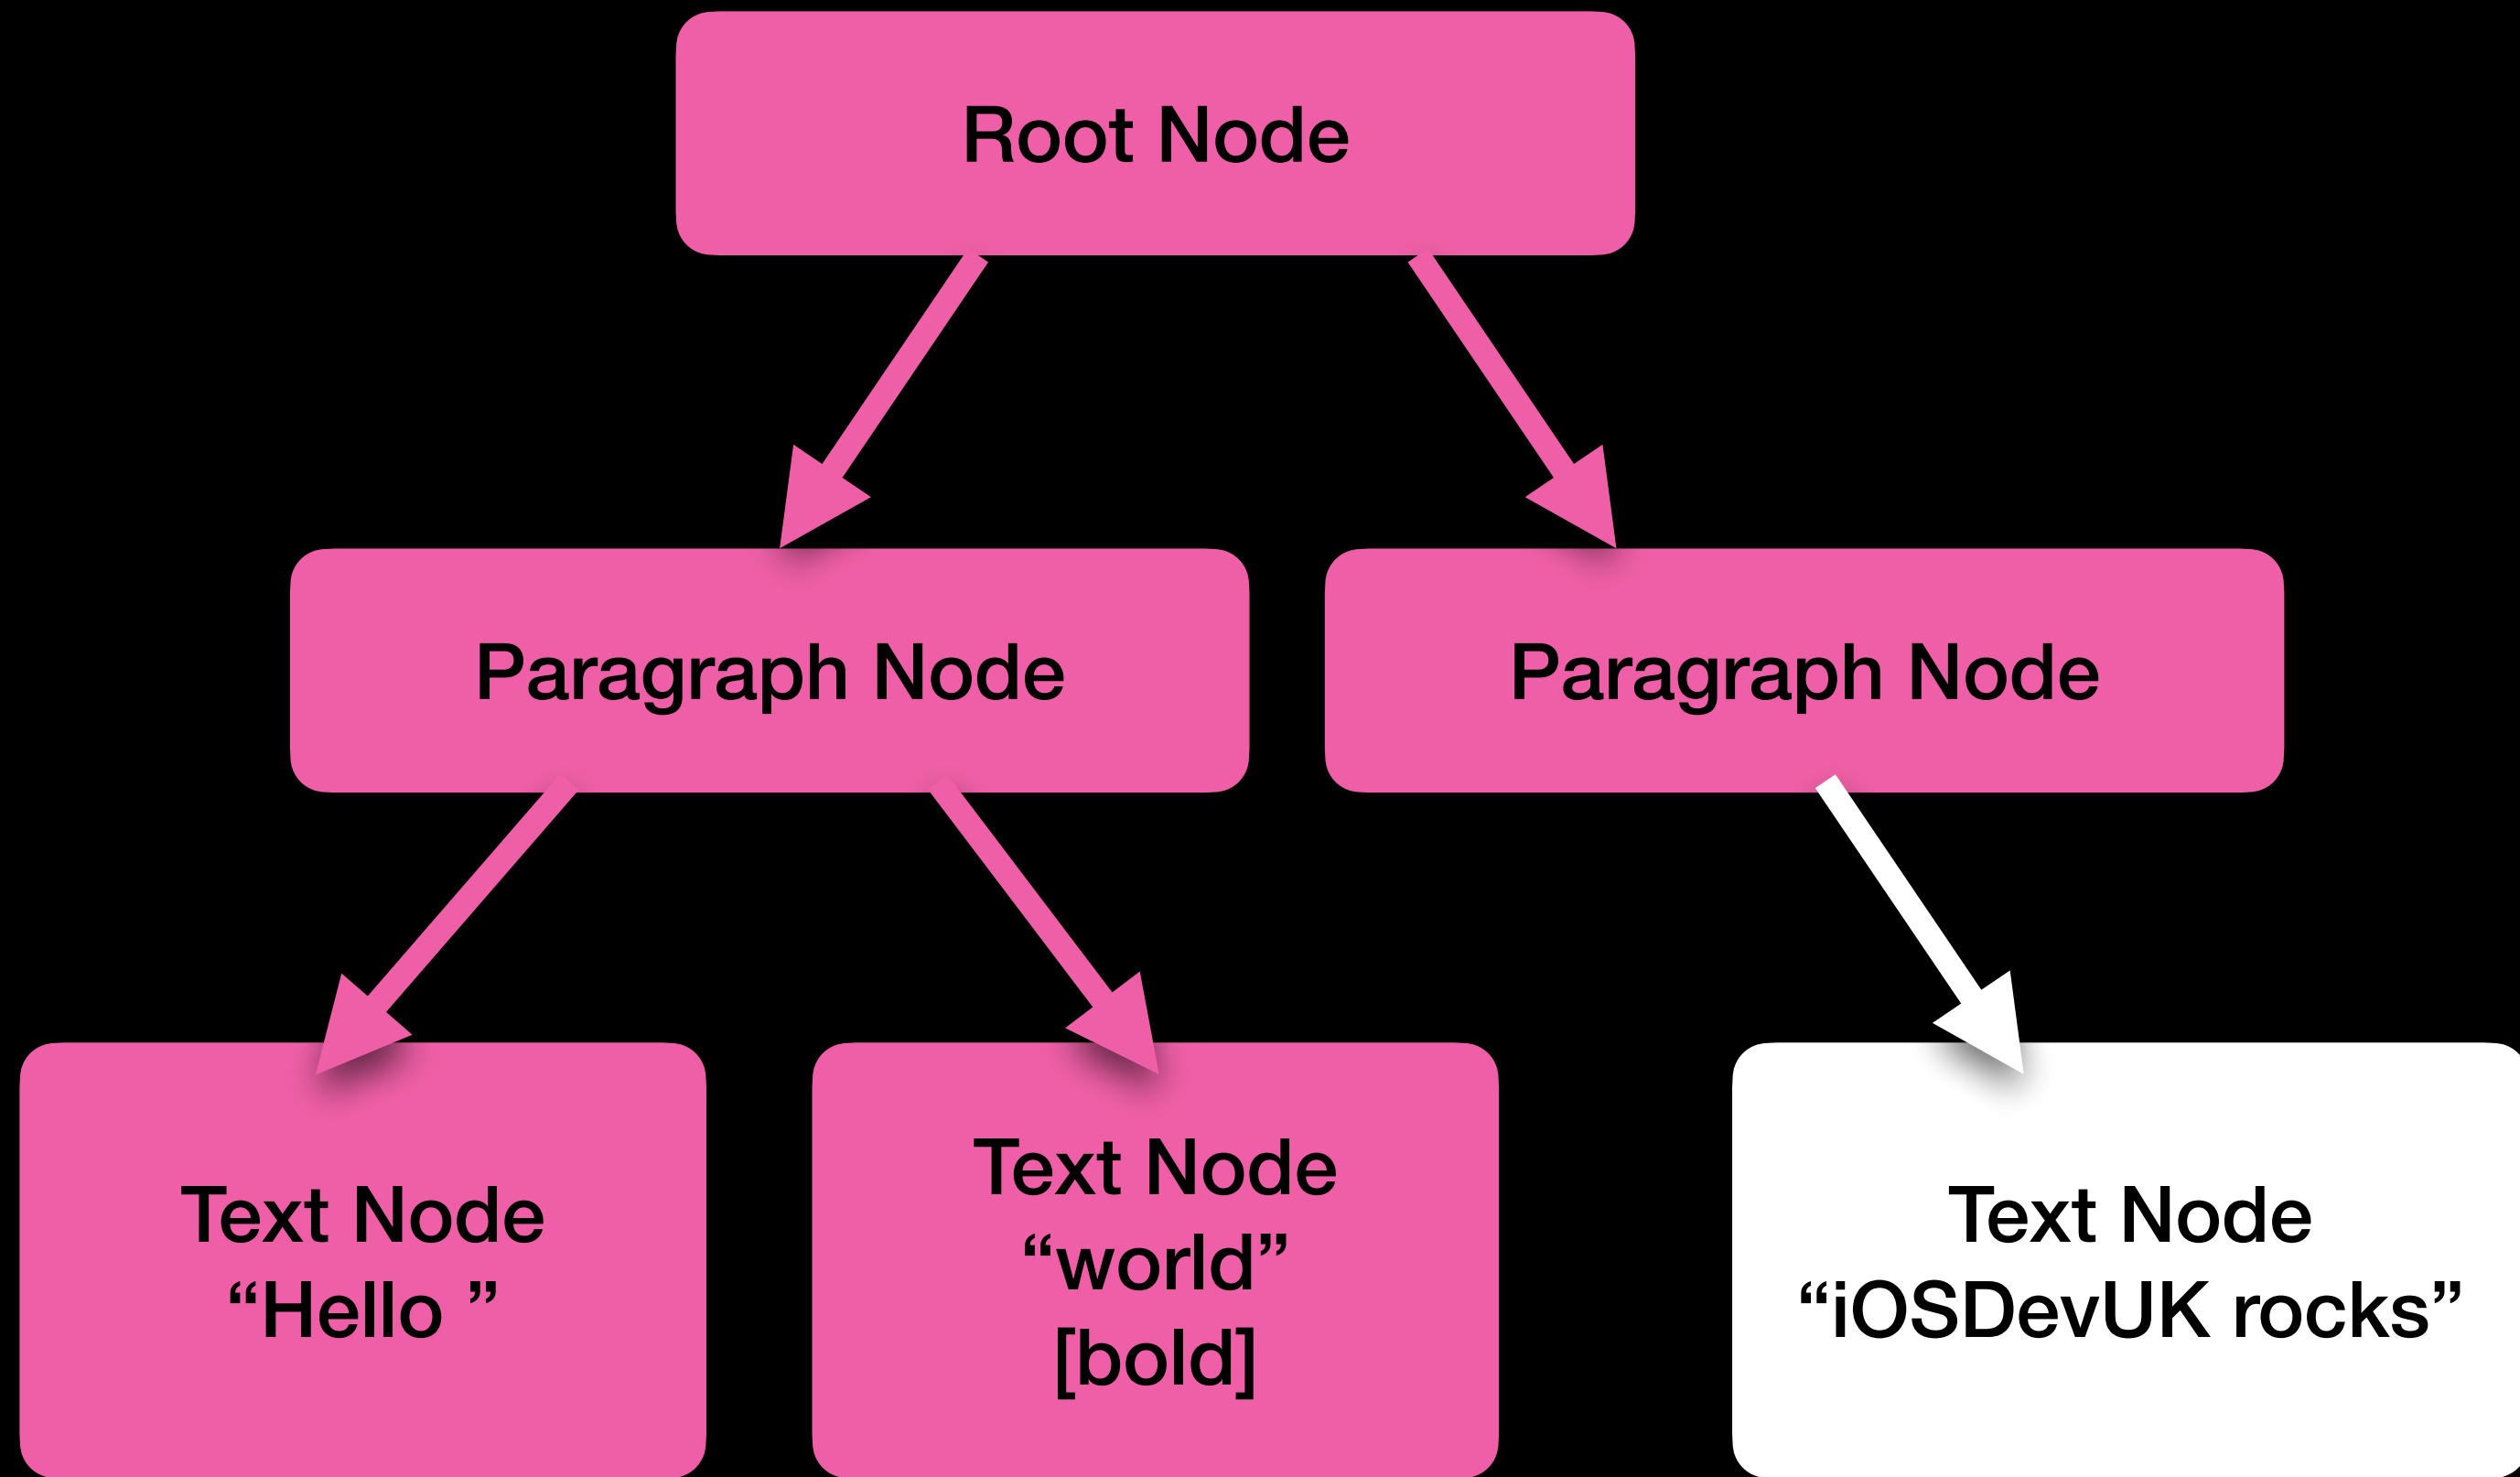 Root Node
Paragraph Node
Paragraph Node
Text Node
“Hello ”
Text Node
“world”
[bold]
Text Node
“iOSDevUK rocks”